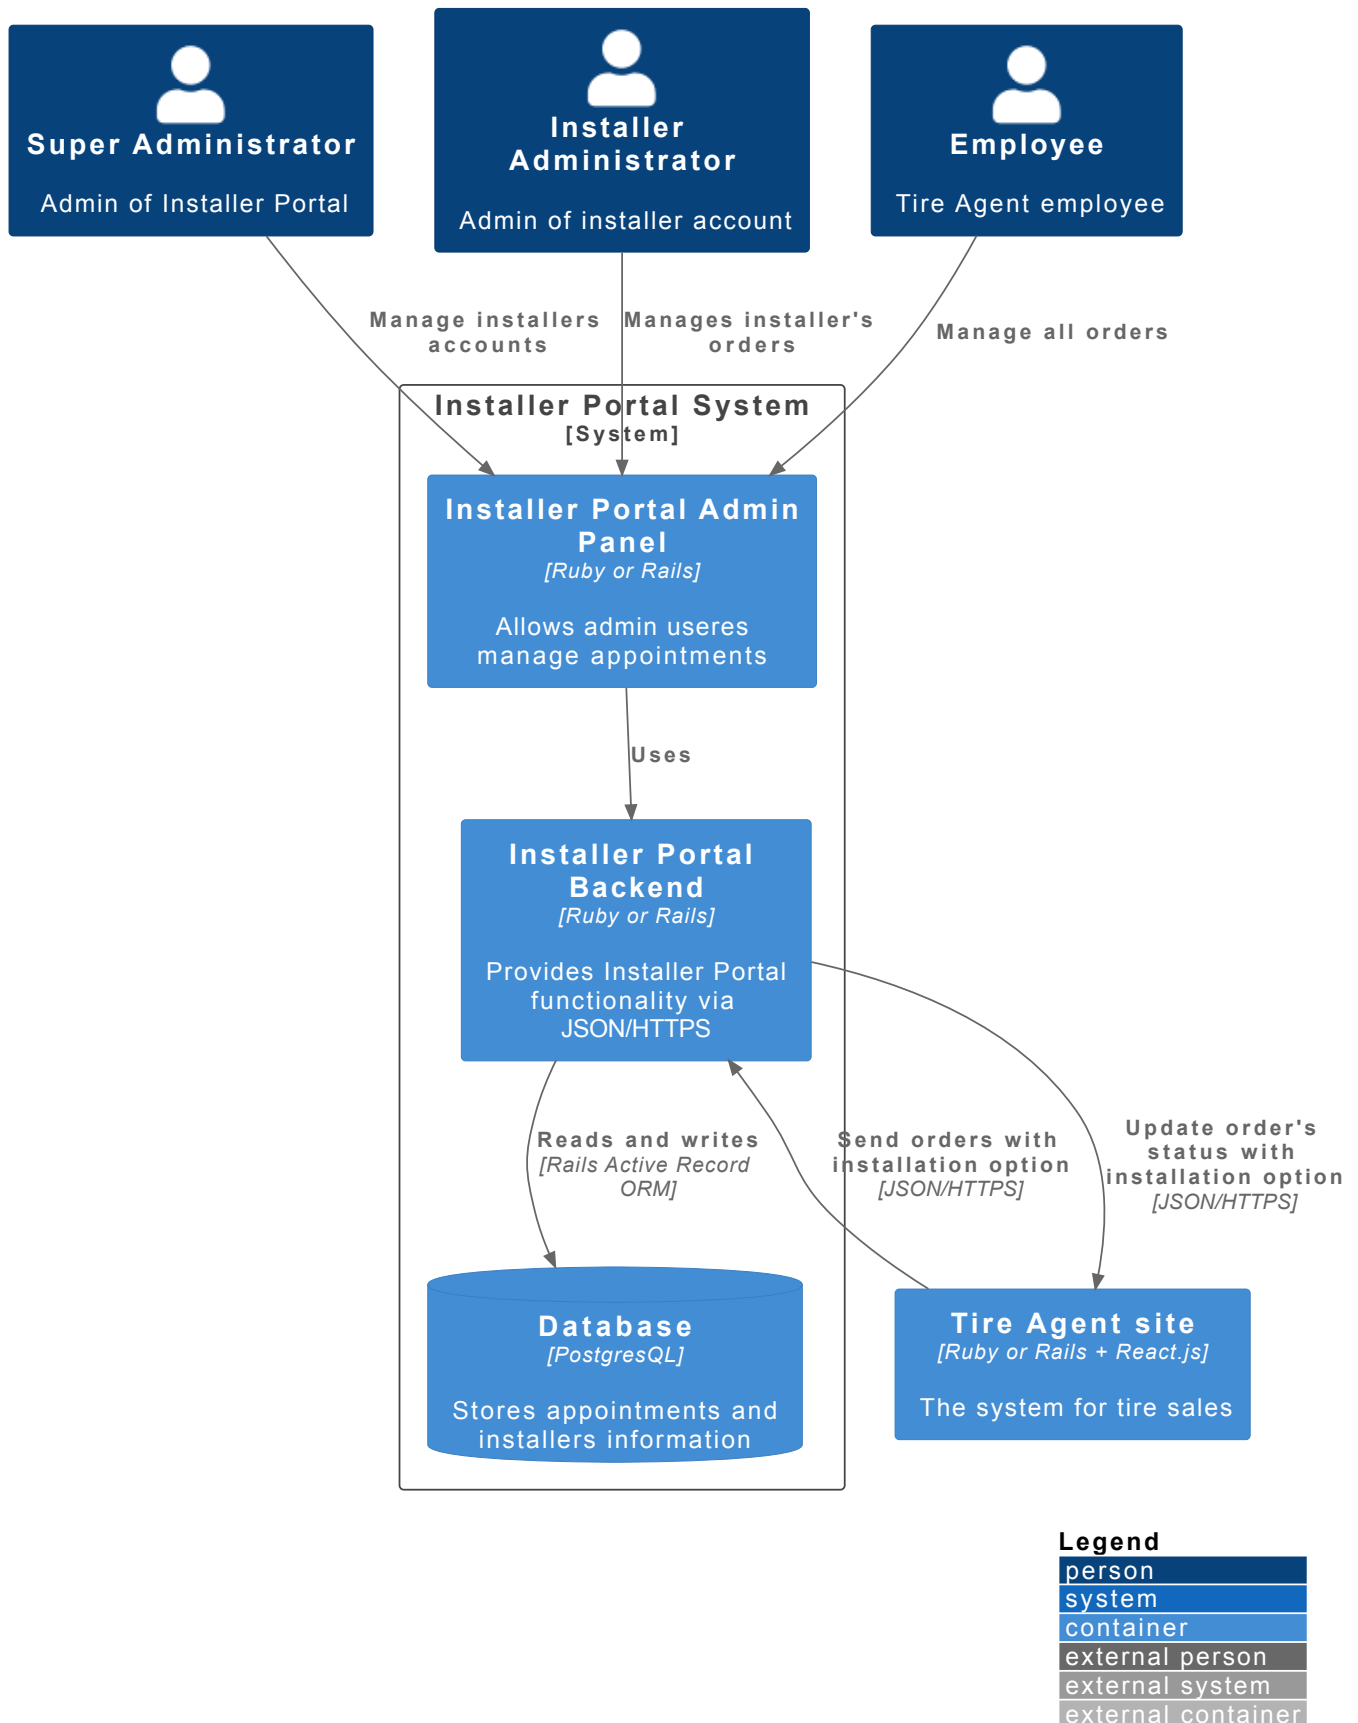 Super Administrator
Admin of Installer Portal
Installer
Administrator
Admin of installer account
Employee
Tire Agent employee
Manage installers
accounts
Manages installer's
orders
Manage all orders
Installer Portal System
[System]
Installer Portal Admin
Panel
[Ruby or Rails]
Allows admin useres
manage appointments
Uses
Installer Portal
Backend
[Ruby or Rails]
Provides Installer Portal
functionality via
JSON/HTTPS
Reads and writes
[Rails Active Record
ORM]
Send orders with
installation option
[JSON/HTTPS]
Update order's
status with
installation option
[JSON/HTTPS]
Database
[PostgresQL]
Stores appointments and
installers information
Tire Agent site
[Ruby or Rails + React.js]
The system for tire sales
Legend
person
system
container
external person
external system
external container